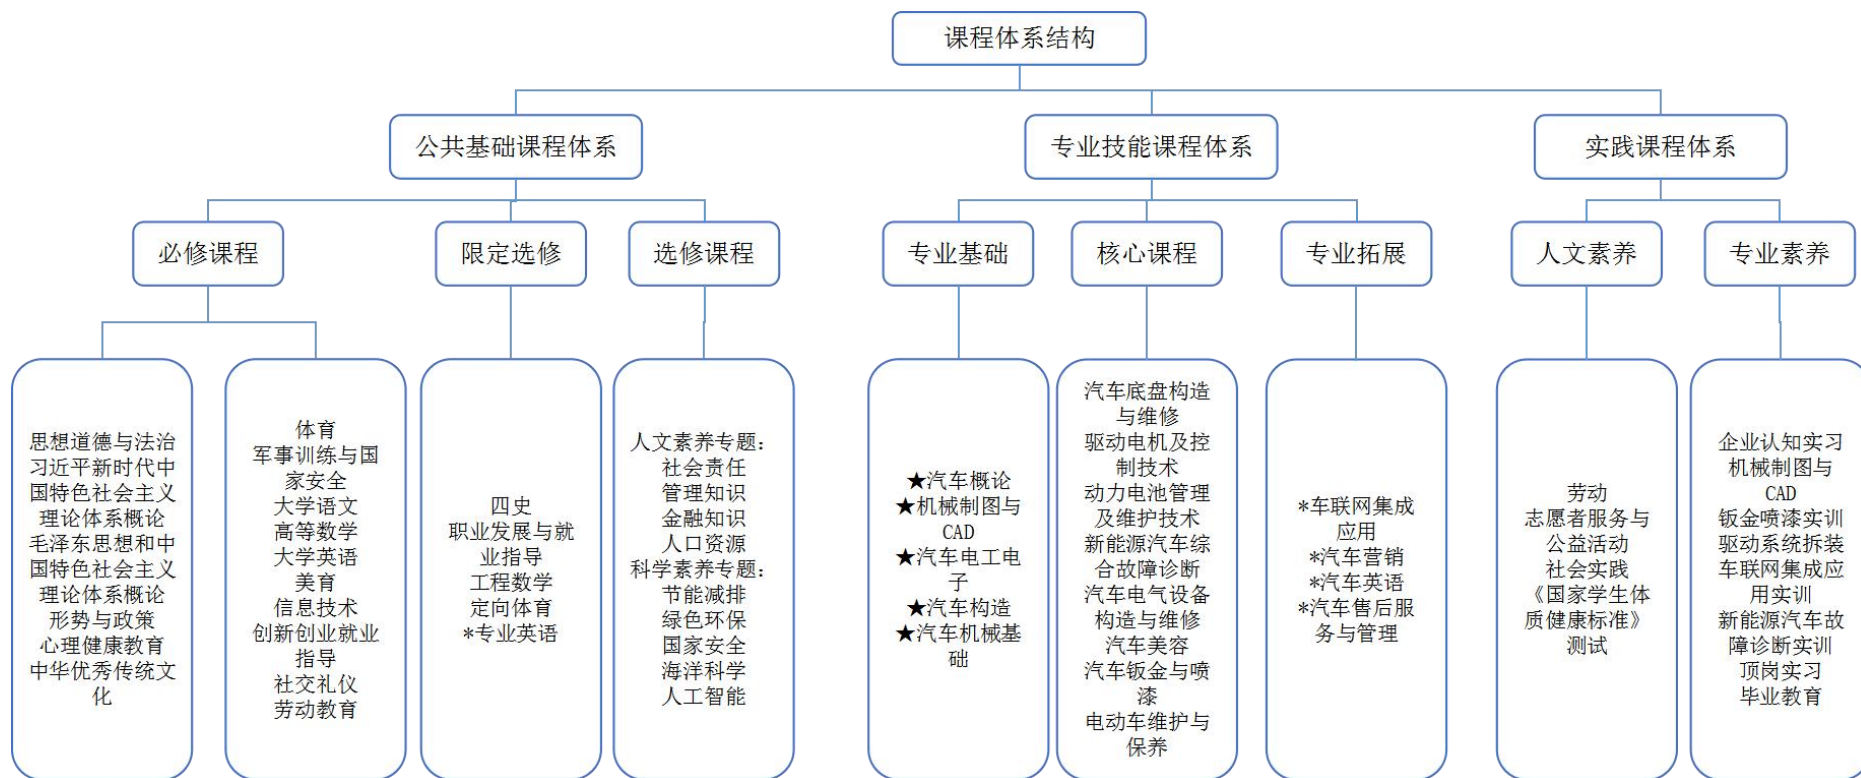 课程体系结构
公共基础课程体系
专业技能课程体系
实践课程体系
必修课程
限定选修
选修课程
专业基础
核心课程
专业拓展
人文素养
专业素养
思想道德与法治
习近平新时代中
国特色社会主义
理论体系概论
毛泽东思想和中
国特色社会主义
理论体系概论
形势与政策
心理健康教育
中华优秀传统文
化
体育
军事训练与国
家安全
大学语文
高等数学
大学英语
美育
信息技术
创新创业就业
指导
社交礼仪
劳动教育
四史
职业发展与就
业指导
工程数学
定向体育
*专业英语
人文素养专题:
社会责任
管理知识
金融知识
人口资源
科学素养专题:
节能减排
绿色环保
国家安全
海洋科学
人工智能
★汽车概论
★机械制图与
CAD
★汽车电工电
子
★汽车构造
★汽车机械基
础
汽车底盘构造
与维修
驱动电机及控
制技术
动力电池管理
及维护技术
新能源汽车综
合故障诊断
汽车电气设备
构造与维修
汽车美容
汽车钣金与喷
漆
电动车维护与
保养
*车联网集成
应用
*汽车营销
*汽车英语
*汽车售后服
务与管理
劳动
志愿者服务与
公益活动
社会实践
《国家学生体
质健康标准》
测试
企业认知实习
机械制图与
CAD
钣金喷漆实训
驱动系统拆装
车联网集成应
用实训
新能源汽车故
障诊断实训
顶岗实习
毕业教育